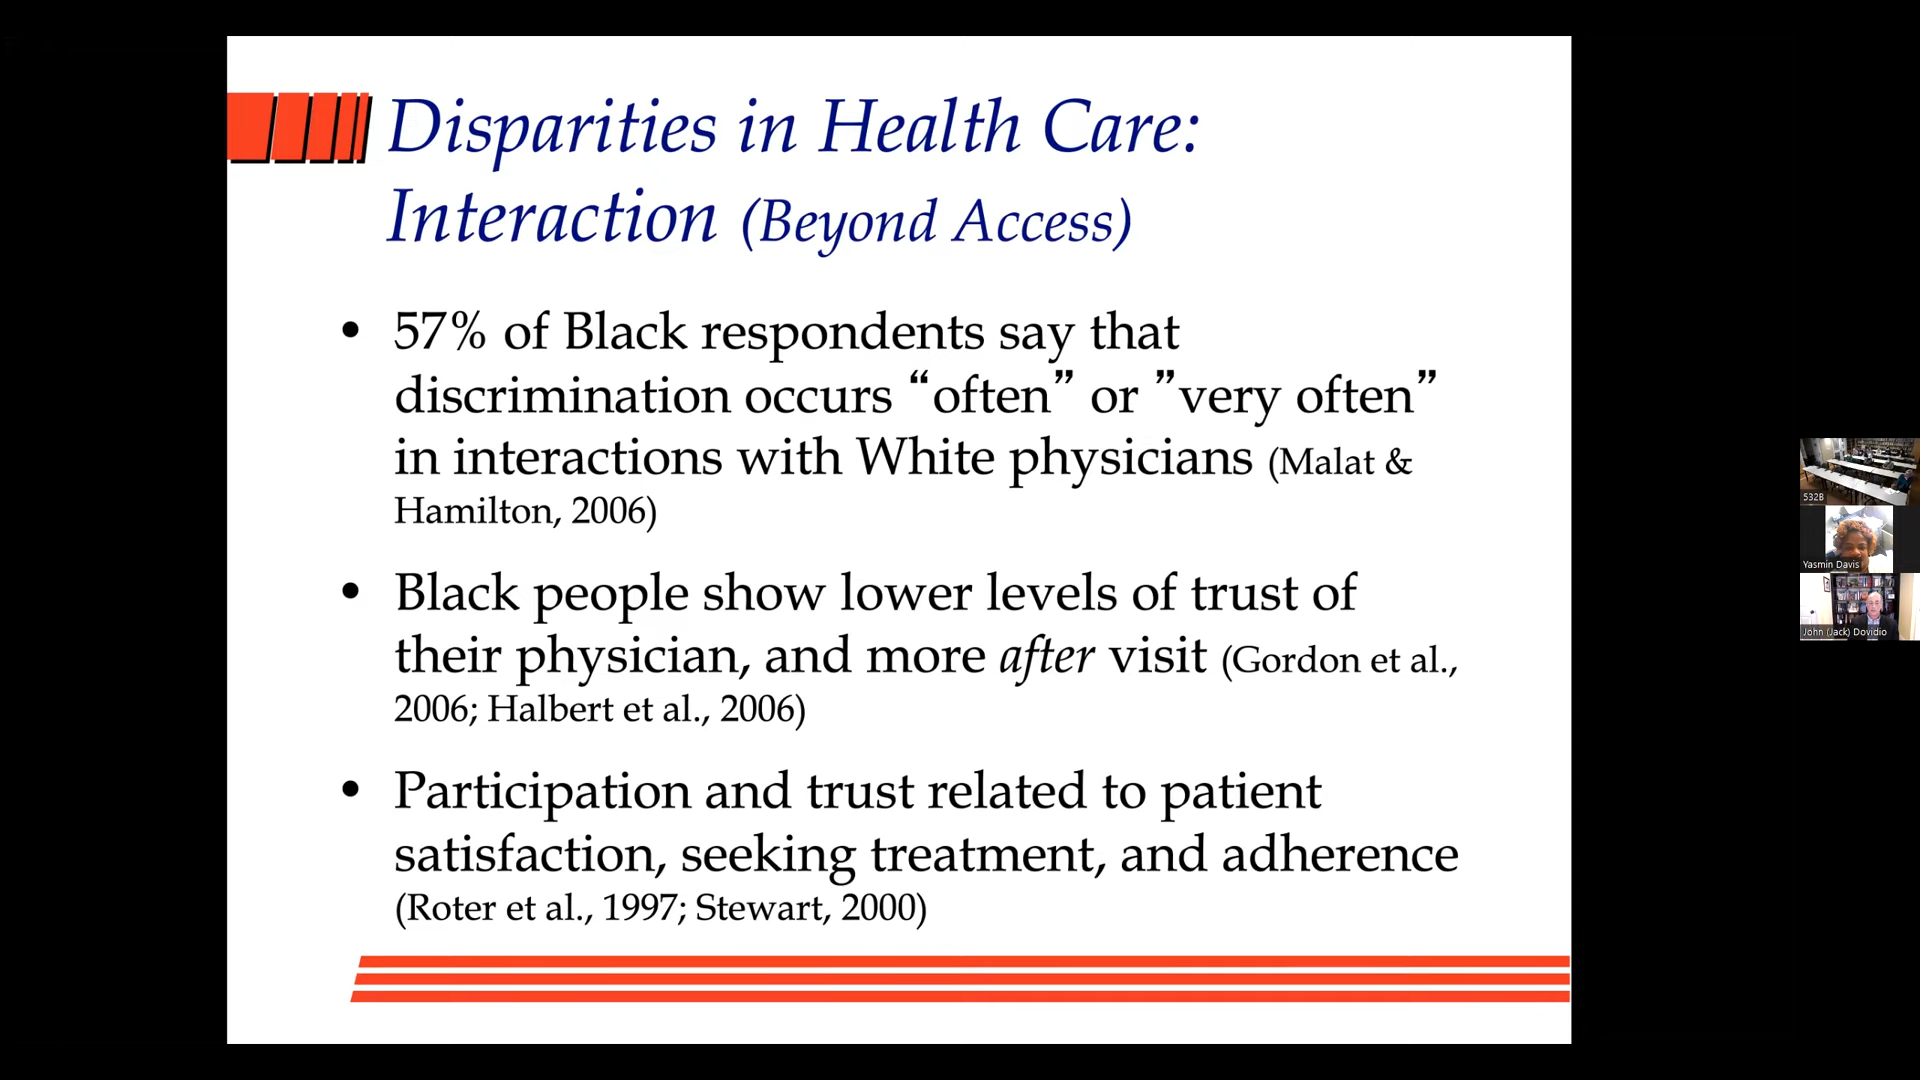 Disparities in Health Care:
Interaction (Beyond Access)
• 57% of Black respondents say that
discrimination occurs “often” or ”very often”
in interactions with White physicians (Malat &
Hamilton, 2006)
• Black people show lower levels of trust of
their physician, and more after visit (Gordon et al.,
2006; Halbert et al., 2006)
• Participation and trust related to patient
satisfaction, seeking treatment, and adherence
(Roter et al., 1997; Stewart, 2000)
532B
Yasmin Davis
John (Jack) Dovidio